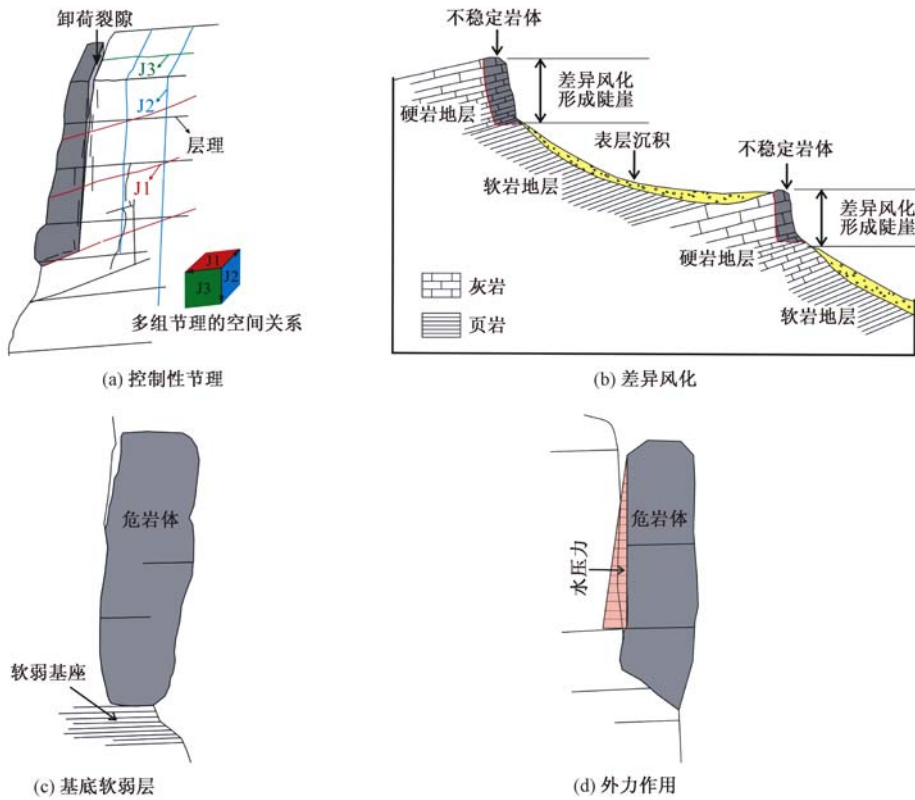 卸荷裂隙
J3
J2
层理
J1
J1
J2
J3
多组节理的空间关系
(a) 控制性节理
不稳定岩体
差异风化
形成陡崖
硬岩地层
表层沉积
不稳定岩体
软岩地层
差异风化
形成陡崖
硬岩地层
灰岩
页岩
软岩地层
(b) 差异风化
危岩体
软弱基座
(c) 基底软弱层
危岩体
水压力
(d) 外力作用